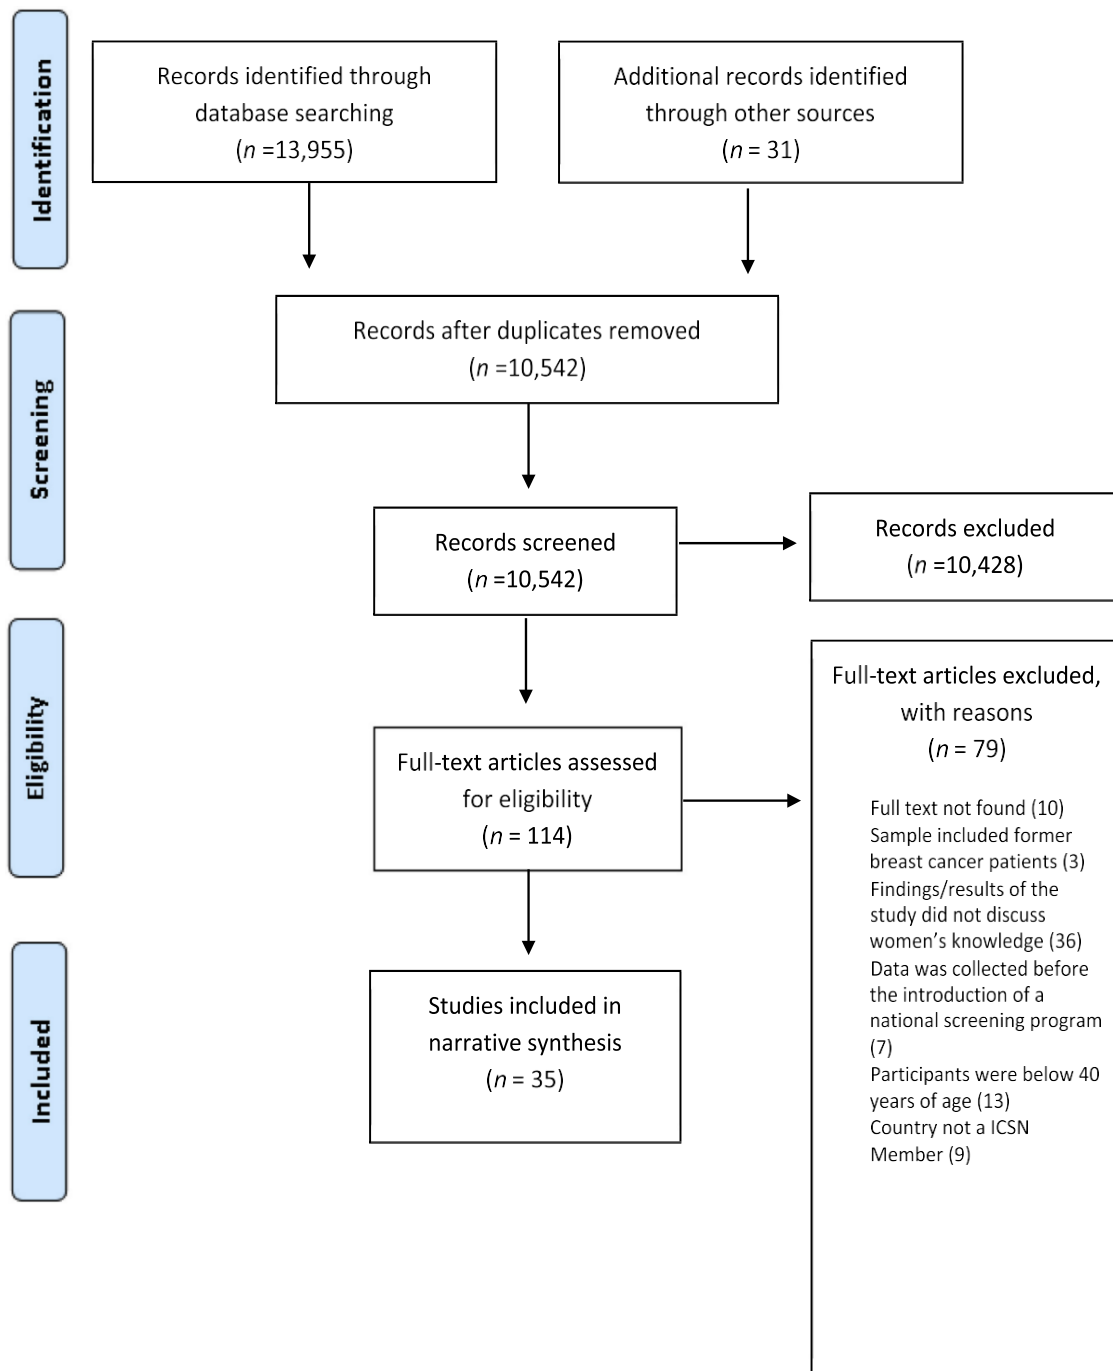 Identification
Records identified through
database searching
(n =13,955)
Additional records identified
through other sources
(n = 31)
Screening
Records after duplicates removed
(n =10,542)
Records screened
(n =10,542)
Records excluded
(n =10,428)
Eligibility
Full-text articles assessed
for eligibility
(n = 114)
Full-text articles excluded,
with reasons
(n = 79)
Full text not found (10)
Sample included former
breast cancer patients (3)
Findings/results of the
study did not discuss
women’s knowledge (36)
Data was collected before
the introduction of a
national screening program
(7)
Participants were below 40
years of age (13)
Country not a ICSN
Member (9)
Included
Studies included in
narrative synthesis
(n = 35)